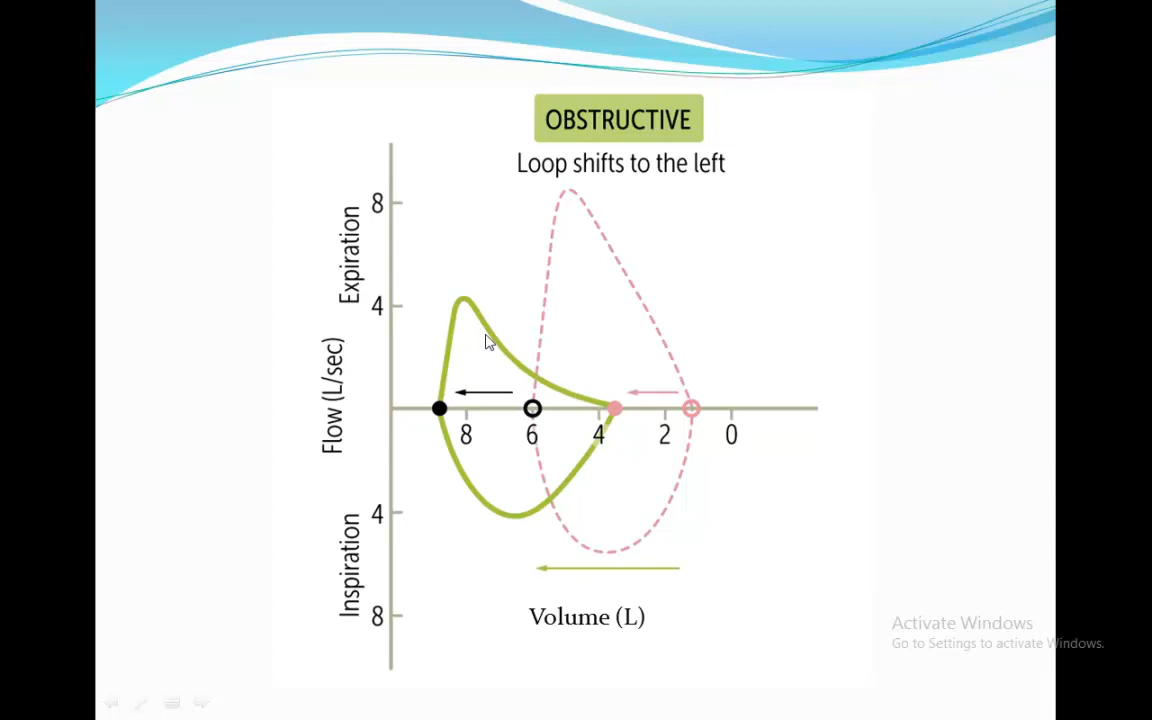 OBSTRUCTIVE
Loop shifts to the left
Expiration
8
4
Flow (L/sec)
8 6 4 2 0
Inspiration
4
8
Volume (L)
Activate Windows
Go to Settings to activate Windows.